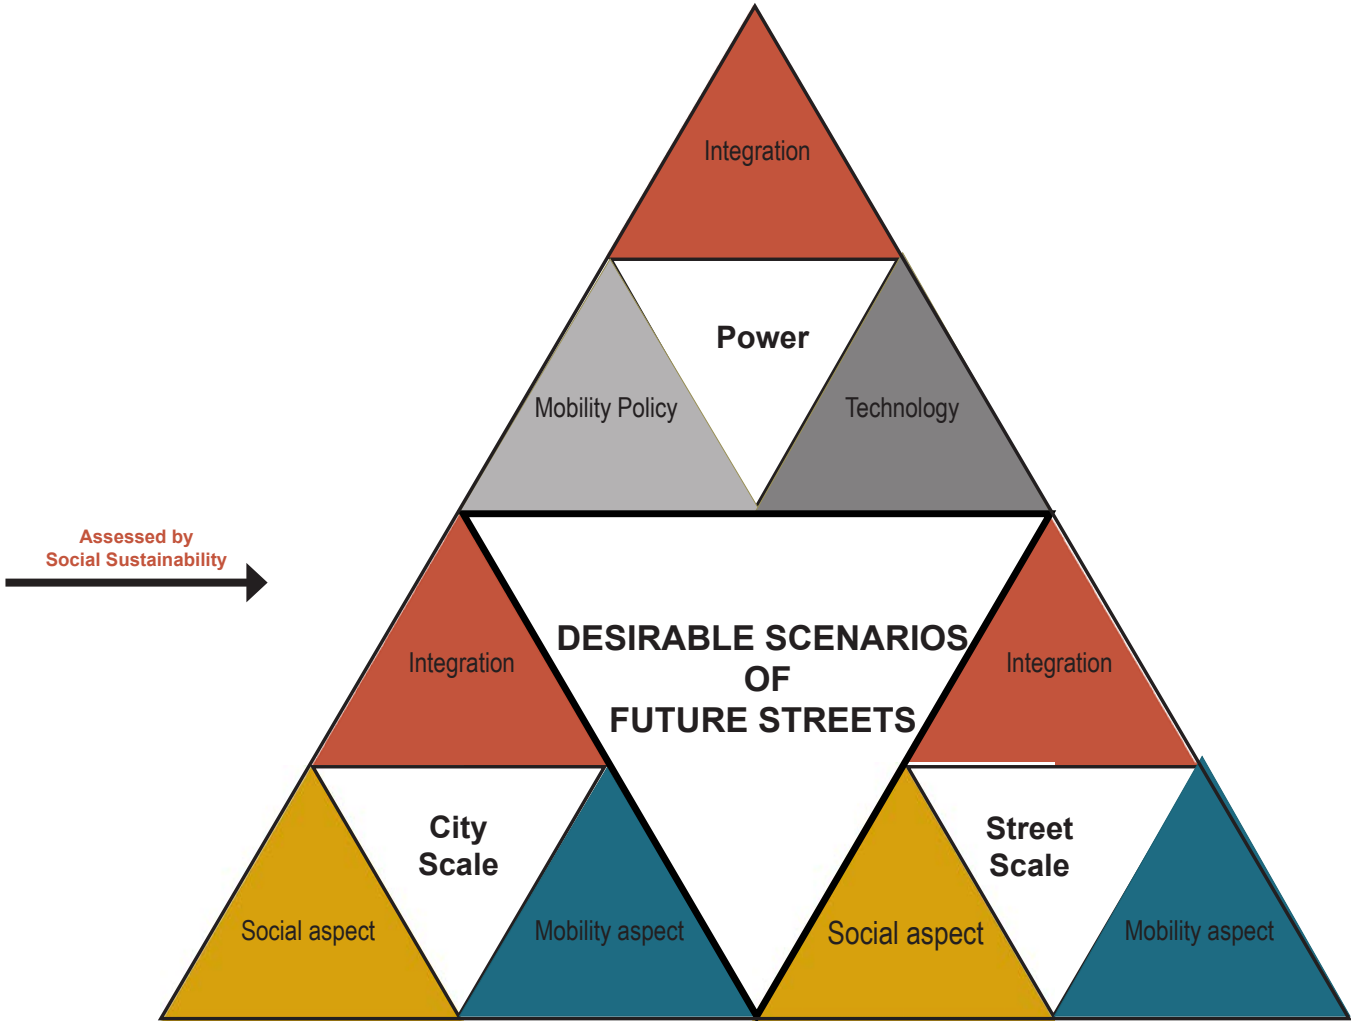 Integration
Power
Mobility Policy
Technology
Assessed by
Social Sustainability
DESIRABLE SCENARIOS
OF
FUTURE STREETS
Integration
Integration
City
Scale
Street
Scale
Social aspect
Mobility aspect
Social aspect
Mobility aspect